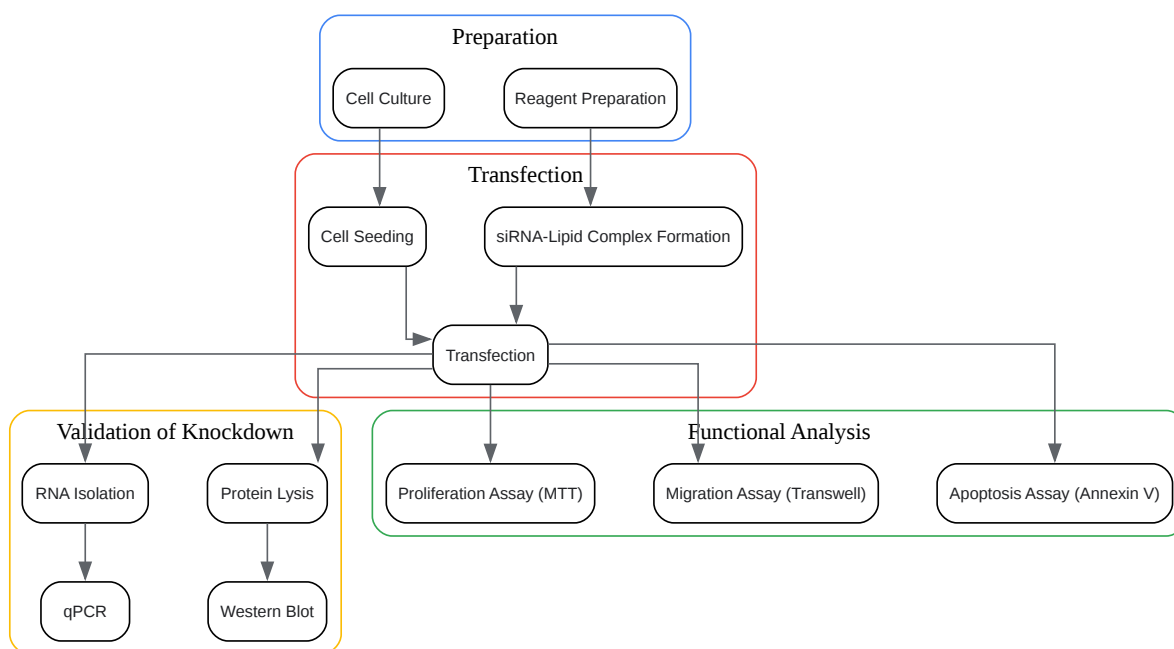 Preparation
Cell Culture
Reagent Preparation
Transfection
Cell Seeding
siRNA-Lipid Complex Formation
Transfection
Validation of Knockdown
Functional Analysis
RNA Isolation
Protein Lysis
Proliferation Assay (MTT)
Migration Assay (Transwell)
Apoptosis Assay (Annexin V)
qPCR
Western Blot